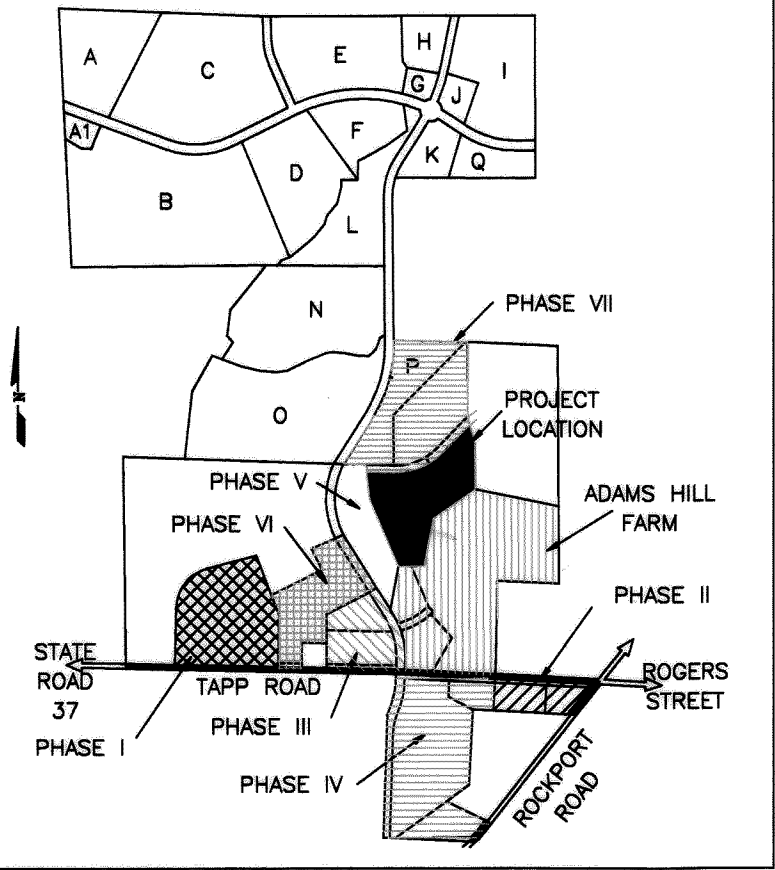 A
C
E
H
I
G
J
A1
F
K
Q
D
B
L
N
PHASE VII
P
N
PROJECT
LOCATION
O
PHASE V
ADAMS HILL
FARM
PHASE VI
PHASE II
STATE
ROAD
37
TAPP ROAD
ROGERS
STREET
PHASE III
PHASE I
PHASE IV
ROCKPORT
ROAD